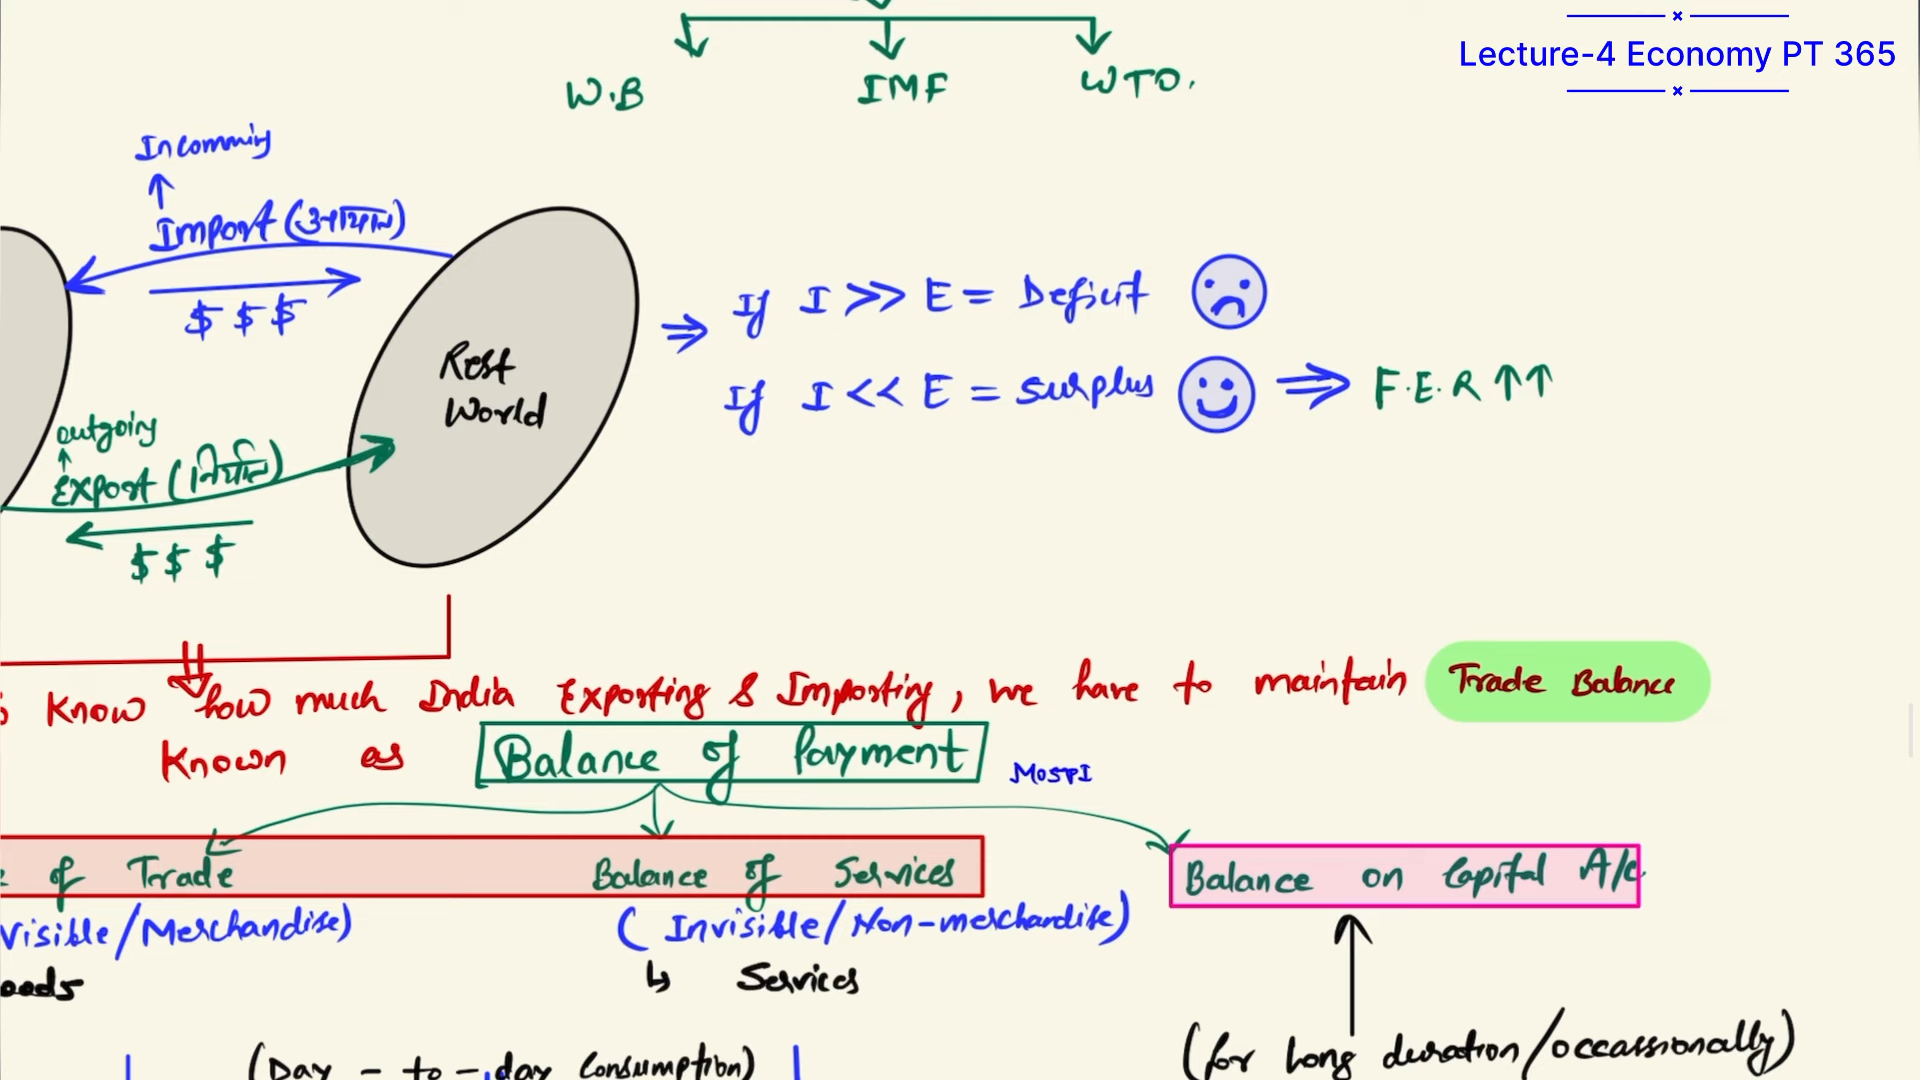 Lecture-4 Economy PT 365
W.B IMF WTO.
Incomming
Import (आयात)
$ $ $
Rest
World
If I >> E = Deficit
If I << E = Surplus ⇒ F.E.R ↑↑
outgoing
Export (निर्यात)
$ $ $
Know how much India Exporting & Importing, we have to maintain Trade Balance
Known as Balance of Payment MOSPI
of Trade Balance of Services Balance on Capital A/c
Visible/Merchandise) (Invisible/Non-merchandise)
↳ Services
(Day-to-day Consumption) (for long duration/occassionally)